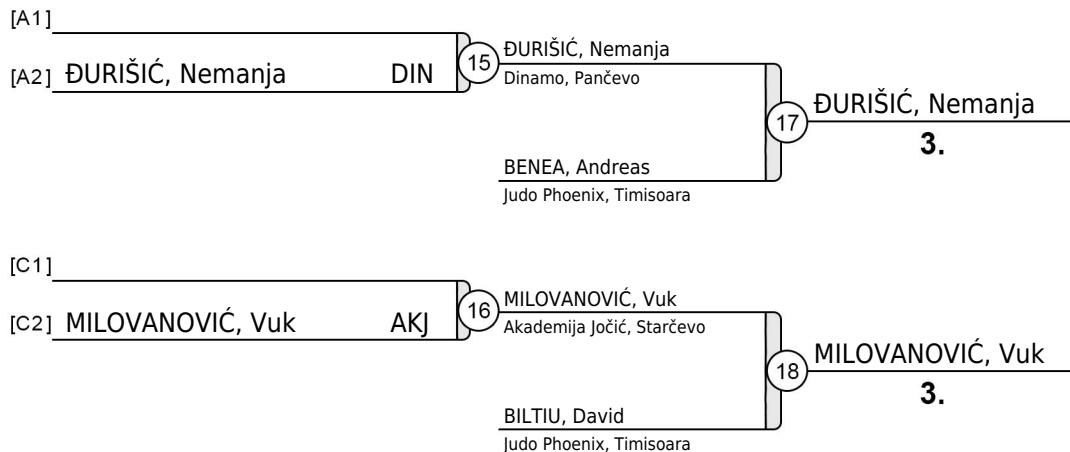 [A1]
[A2] ĐURIŠIĆ, Nemanja DIN
15
ĐURIŠIĆ, Nemanja
Dinamo, Pančevo
BENEA, Andreas
Judo Phoenix, Timisoara
17
ĐURIŠIĆ, Nemanja
3.
[C1]
[C2] MILOVANOVIĆ, Vuk AKJ
16
MILOVANOVIĆ, Vuk
Akademija Jočić, Starčevo
BILTIU, David
Judo Phoenix, Timisoara
18
MILOVANOVIĆ, Vuk
3.